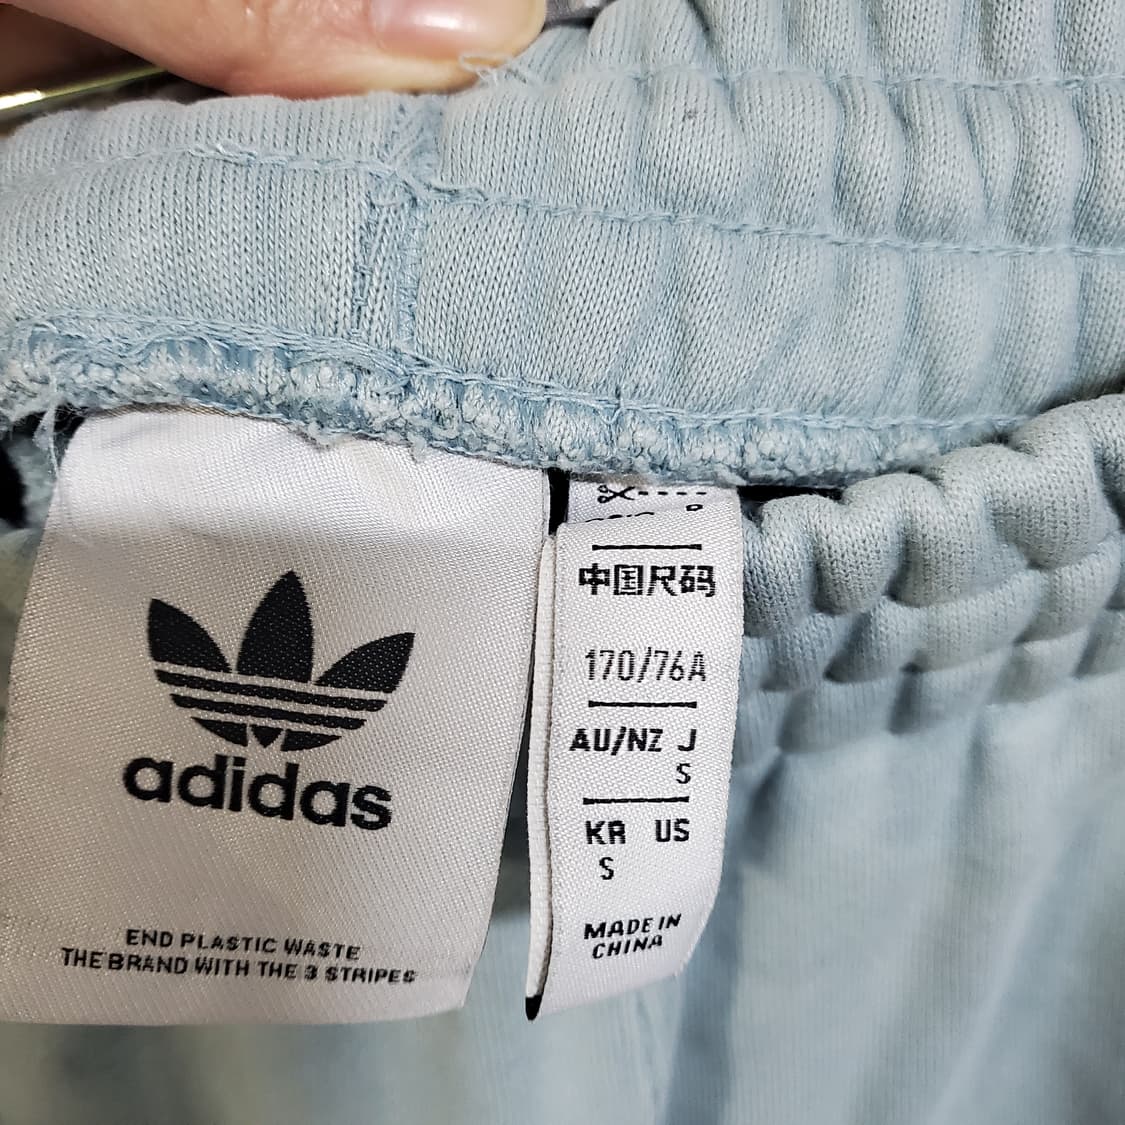 adidas
END PLASTIC WASTE
THE BRAND WITH THE 3 STRIPES
中国尺码
170/76A
AU/NZ J
S
KR US
S
MADE IN
CHINA